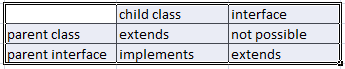 child class interface
parent class extends not possible
parent interface implements extends